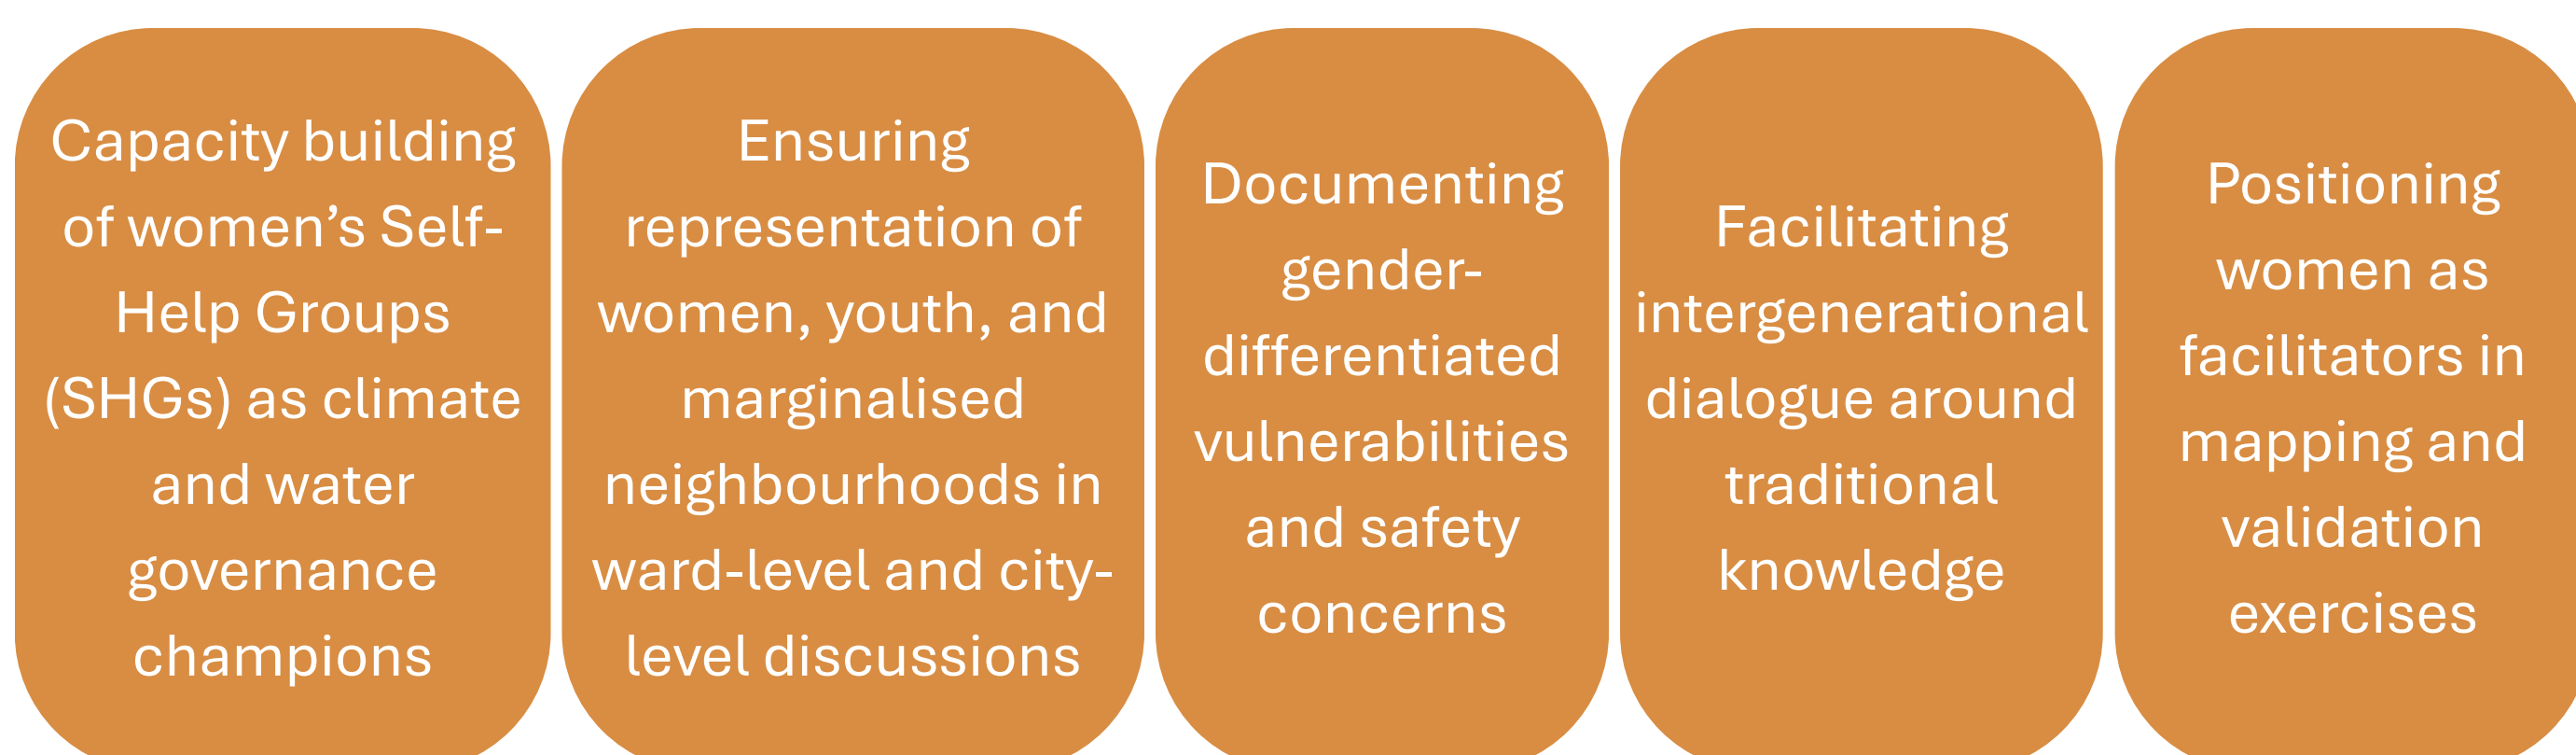 Capacity building
of women’s Self-
Help Groups
(SHGs) as climate
and water
governance
champions
Ensuring
representation of
women, youth, and
marginalised
neighbourhoods in
ward-level and city-
level discussions
Documenting
gender-
differentiated
vulnerabilities
and safety
concerns
Facilitating
intergenerational
dialogue around
traditional
knowledge
Positioning
women as
facilitators in
mapping and
validation
exercises